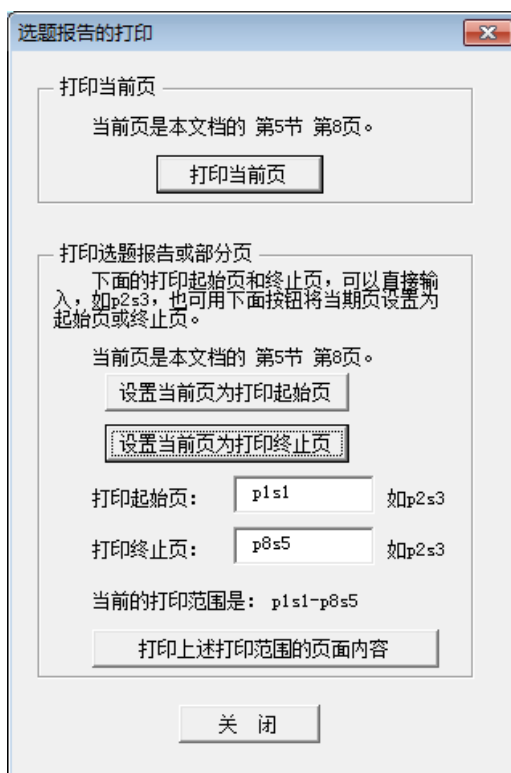 选题报告的打印
打印当前页
当前页是本文档的 第5节 第8页。
打印当前页
打印选题报告或部分页
下面的打印起始页和终止页，可以直接输
入，如p2s3，也可用下面按钮将当期页设置为
起始页或终止页。
当前页是本文档的 第5节 第8页。
设置当前页为打印起始页
设置当前页为打印终止页
打印起始页： p1s1 如p2s3
打印终止页： p8s5 如p2s3
当前的打印范围是：p1s1-p8s5
打印上述打印范围的页面内容
关 闭